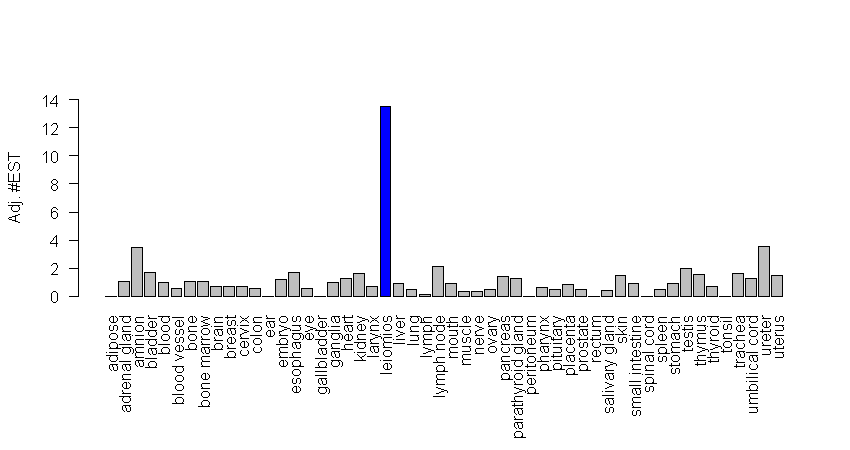 Adj. #EST
14
12
10
8
6
4
2
0
adipose
adrenal gland
amnion
bladder
blood
blood vessel
bone
bone marrow
brain
breast
cervix
colon
ear
embryo
esophagus
eye
gallbladder
ganglia
heart
kidney
larynx
leiomios
liver
lung
lymph
lymph node
mouth
muscle
nerve
ovary
pancreas
parathyroid gland
peritoneum
pharynx
pituitary
placenta
prostate
rectum
salivary gland
skin
small intestine
spinal cord
spleen
stomach
testis
thymus
thyroid
tonsil
trachea
umbilical cord
ureter
uterus